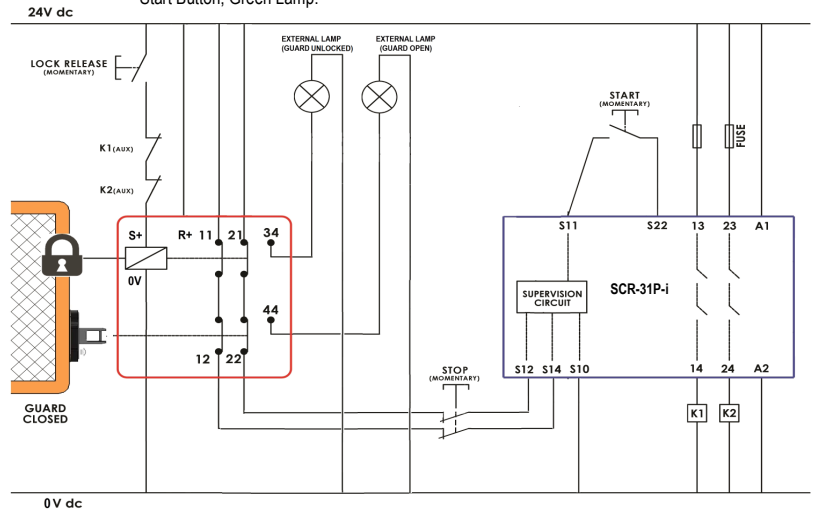 Start Button, Green Lamp.
24V dc
EXTERNAL LAMP
(GUARD UNLOCKED)
EXTERNAL LAMP
(GUARD OPEN)
LOCK RELEASE
(MOMENTARY)
START
(MOMENTARY)
FUSE
K1(AUX)
K2(AUX)
S+
R+
11
21
34
0V
44
12
22
S11
S22
13
23
A1
SUPERVISION
CIRCUIT
SCR-31P-i
S12
S14
S10
14
24
A2
STOP
(MOMENTARY)
K1
K2
GUARD
CLOSED
0V dc